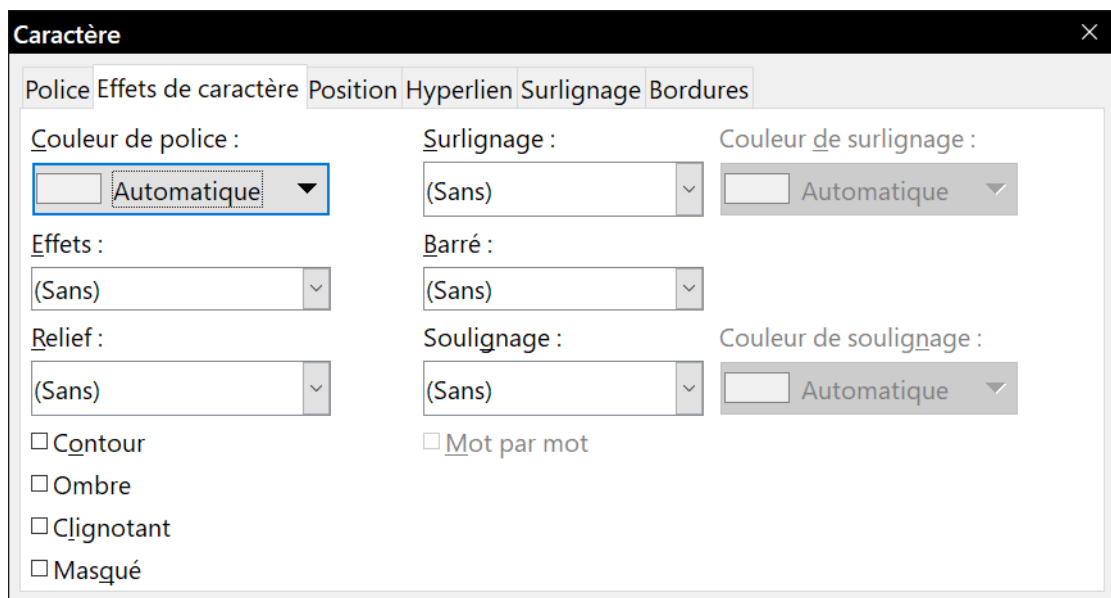 Caractère
Police Effets de caractère Position Hyperlien Surlignage Bordures
Couleur de police : Surlignage : Couleur de surlignage :
Automatique (Sans) Automatique
Effets : Barré :
(Sans) (Sans)
Relief : Soulignage : Couleur de soulignage :
(Sans) (Sans) Automatique
Contour Mot par mot
Ombre
Clignotant
Masqué